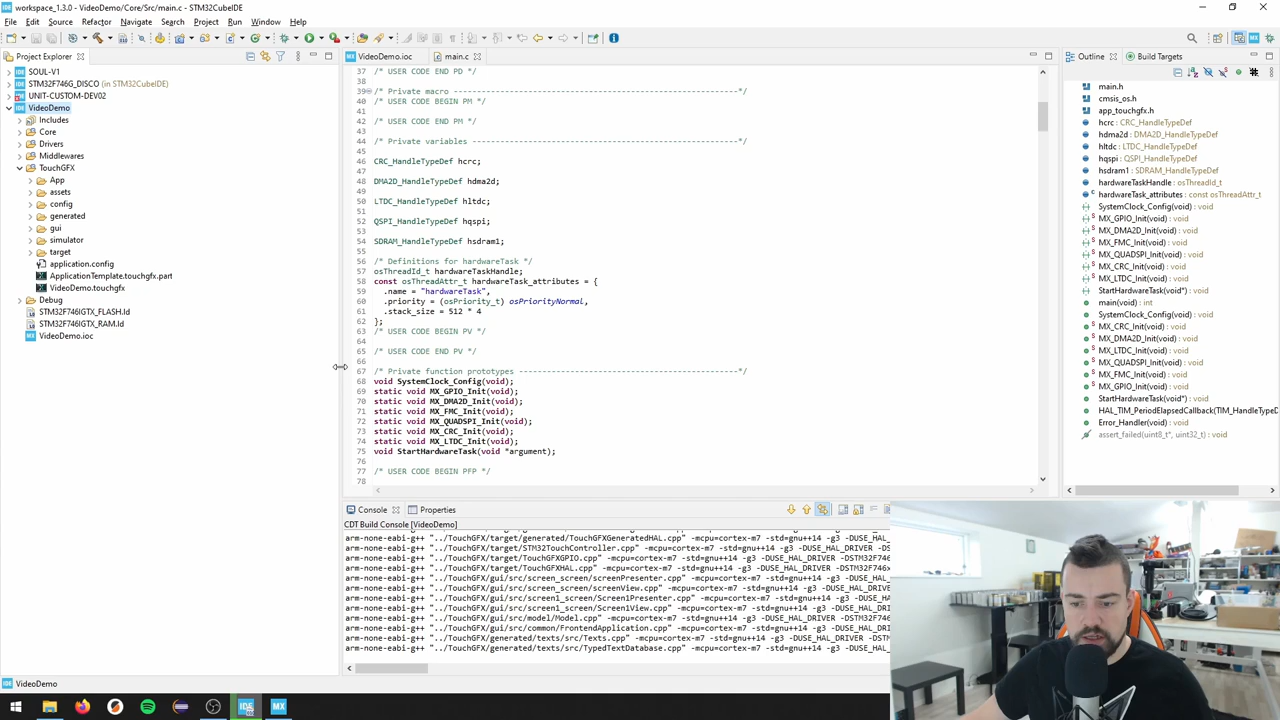 workspace_1.3.0 - VideoDemo/Core/Src/main.c - STM32CubeIDE
File Edit Source Refactor Navigate Search Project Run Window Help
Project Explorer
SOUL-V1
STM32F746G_DISCO (in STM32CubeIDE)
UNIT-CUSTOM-DEV02
VideoDemo
Includes
Core
Drivers
Middlewares
TouchGFX
App
assets
config
generated
gui
simulator
target
application.config
ApplicationTemplate.touchgfx.part
VideoDemo.touchgfx
Debug
STM32F746IGTX_FLASH.ld
STM32F746IGTX_RAM.ld
VideoDemo.ioc
VideoDemo.ioc main.c
37 /* USER CODE END PD */
38
39 /* Private macro -------------------------------------------------------------*/
40 /* USER CODE BEGIN PM */
41
42 /* USER CODE END PM */
43
44 /* Private variables ---------------------------------------------------------*/
45
46 CRC_HandleTypeDef hcrc;
47
48 DMA2D_HandleTypeDef hdma2d;
49
50 LTDC_HandleTypeDef hltdc;
51
52 QSPI_HandleTypeDef hqspi;
53
54 SDRAM_HandleTypeDef hsdram1;
55
56 /* Definitions for hardwareTask */
57 osThreadId_t hardwareTaskHandle;
58 const osThreadAttr_t hardwareTask_attributes = {
59 .name = "hardwareTask",
60 .priority = (osPriority_t) osPriorityNormal,
61 .stack_size = 512 * 4
62 };
63 /* USER CODE BEGIN PV */
64
65 /* USER CODE END PV */
66
67 /* Private function prototypes -----------------------------------------------*/
68 void SystemClock_Config(void);
69 static void MX_GPIO_Init(void);
70 static void MX_DMA2D_Init(void);
71 static void MX_FMC_Init(void);
72 static void MX_QUADSPI_Init(void);
73 static void MX_CRC_Init(void);
74 static void MX_LTDC_Init(void);
75 void StartHardwareTask(void *argument);
76
77 /* USER CODE BEGIN PFP */
78
Outline Build Targets
main.h
cmsis_os.h
app_touchgfx.h
hcrc : CRC_HandleTypeDef
hdma2d : DMA2D_HandleTypeDef
hltdc : LTDC_HandleTypeDef
hqspi : QSPI_HandleTypeDef
hsdram1 : SDRAM_HandleTypeDef
hardwareTaskHandle : osThreadId_t
hardwareTask_attributes : const osThreadAttr_t
SystemClock_Config(void) : void
MX_GPIO_Init(void) : void
MX_DMA2D_Init(void) : void
MX_FMC_Init(void) : void
MX_QUADSPI_Init(void) : void
MX_CRC_Init(void) : void
MX_LTDC_Init(void) : void
StartHardwareTask(void*) : void
main(void) : int
SystemClock_Config(void) : void
MX_CRC_Init(void) : void
MX_DMA2D_Init(void) : void
MX_LTDC_Init(void) : void
MX_QUADSPI_Init(void) : void
MX_FMC_Init(void) : void
MX_GPIO_Init(void) : void
StartHardwareTask(void*) : void
HAL_TIM_PeriodElapsedCallback(TIM_HandleTypeD
Error_Handler(void) : void
assert_failed(uint8_t*, uint32_t) : void
Console Properties
CDT Build Console [VideoDemo]
arm-none-eabi-g++ "../TouchGFX/target/generated/TouchGFXGeneratedHAL.cpp" -mcpu=cortex-m7 -std=gnu++14 -g3 -DUSE_HAL_
arm-none-eabi-g++ "../TouchGFX/target/STM32TouchController.cpp" -mcpu=cortex-m7 -std=gnu++14 -g3 -DUSE_HAL_DRIVER -DS
arm-none-eabi-g++ "../TouchGFX/target/TouchGFXGPIO.cpp" -mcpu=cortex-m7 -std=gnu++14 -g3 -DUSE_HAL_DRIVER -DSTM32F746
arm-none-eabi-g++ "../TouchGFX/target/TouchGFXHAL.cpp" -mcpu=cortex-m7 -std=gnu++14 -g3 -DUSE_HAL_DRIVER -DSTM32F746x
arm-none-eabi-g++ "../TouchGFX/gui/src/screen_screen/screenPresenter.cpp" -mcpu=cortex-m7 -std=gnu++14 -g3 -DUSE_HAL_
arm-none-eabi-g++ "../TouchGFX/gui/src/screen_screen/screenView.cpp" -mcpu=cortex-m7 -std=gnu++14 -g3 -DUSE_HAL_DRIVE
arm-none-eabi-g++ "../TouchGFX/gui/src/screen1_screen/Screen1Presenter.cpp" -mcpu=cortex-m7 -std=gnu++14 -g3 -DUSE_HA
arm-none-eabi-g++ "../TouchGFX/gui/src/screen1_screen/Screen1View.cpp" -mcpu=cortex-m7 -std=gnu++14 -g3 -DUSE_HAL_DRI
arm-none-eabi-g++ "../TouchGFX/gui/src/model/Model.cpp" -mcpu=cortex-m7 -std=gnu++14 -g3 -DUSE_HAL_DRIVER -DSTM32F746
arm-none-eabi-g++ "../TouchGFX/gui/src/common/FrontendApplication.cpp" -mcpu=cortex-m7 -std=gnu++14 -g3 -DUSE_HAL_DRI
arm-none-eabi-g++ "../TouchGFX/generated/texts/src/Texts.cpp" -mcpu=cortex-m7 -std=gnu++14 -g3 -DUSE_HAL_DRIVER -DSTM
arm-none-eabi-g++ "../TouchGFX/generated/texts/src/TypedTextDatabase.cpp" -mcpu=cortex-m7 -std=gnu++14 -g3 -DUSE_HAL_
VideoDemo
IDE
MX